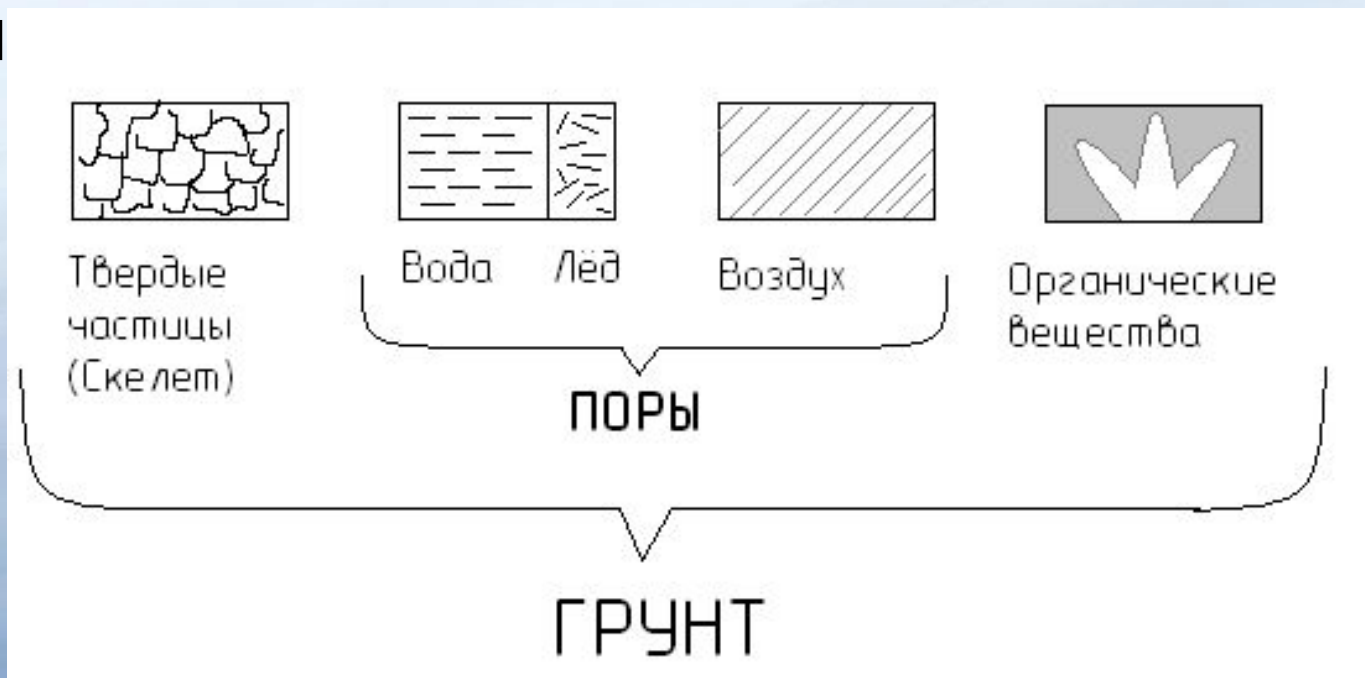 Твердые
частицы
(Скелет)
Вода
Лёд
Воздух
Органические
вещества
ПОРЫ
ГРУНТ